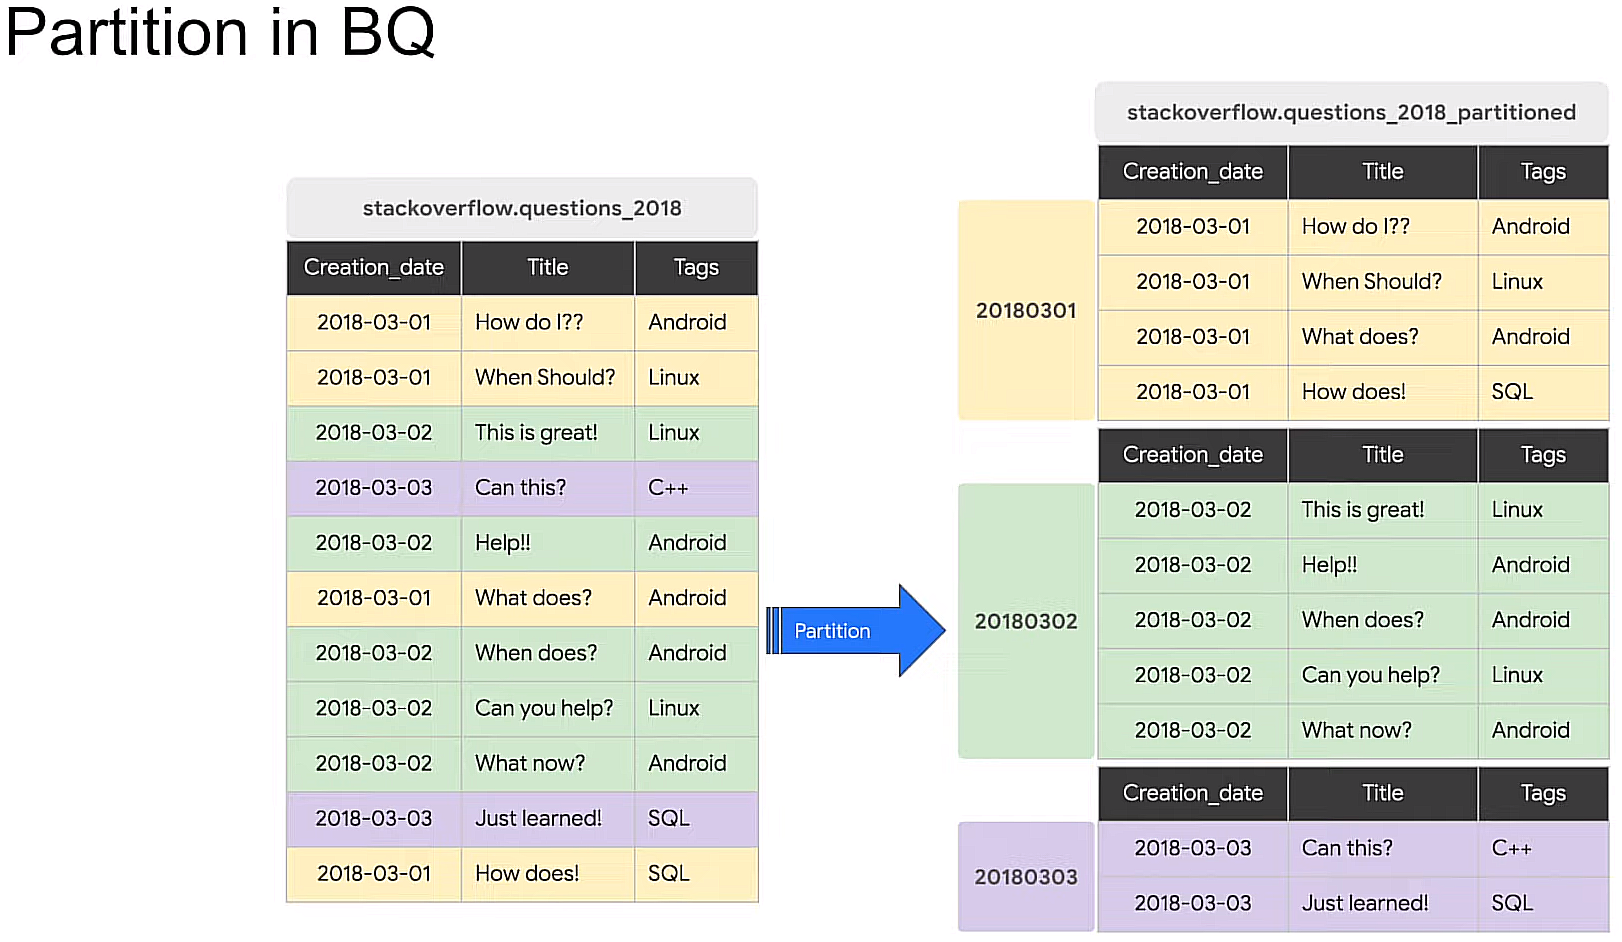 Partition in BQ
stackoverflow.questions_2018
Creation_date Title Tags
2018-03-01 How do I?? Android
2018-03-01 When Should? Linux
2018-03-02 This is great! Linux
2018-03-03 Can this? C++
2018-03-02 Help!! Android
2018-03-01 What does? Android
2018-03-02 When does? Android
2018-03-02 Can you help? Linux
2018-03-02 What now? Android
2018-03-03 Just learned! SQL
2018-03-01 How does! SQL
Partition
stackoverflow.questions_2018_partitioned
Creation_date Title Tags
20180301
2018-03-01 How do I?? Android
2018-03-01 When Should? Linux
2018-03-01 What does? Android
2018-03-01 How does! SQL
Creation_date Title Tags
20180302
2018-03-02 This is great! Linux
2018-03-02 Help!! Android
2018-03-02 When does? Android
2018-03-02 Can you help? Linux
2018-03-02 What now? Android
Creation_date Title Tags
20180303
2018-03-03 Can this? C++
2018-03-03 Just learned! SQL